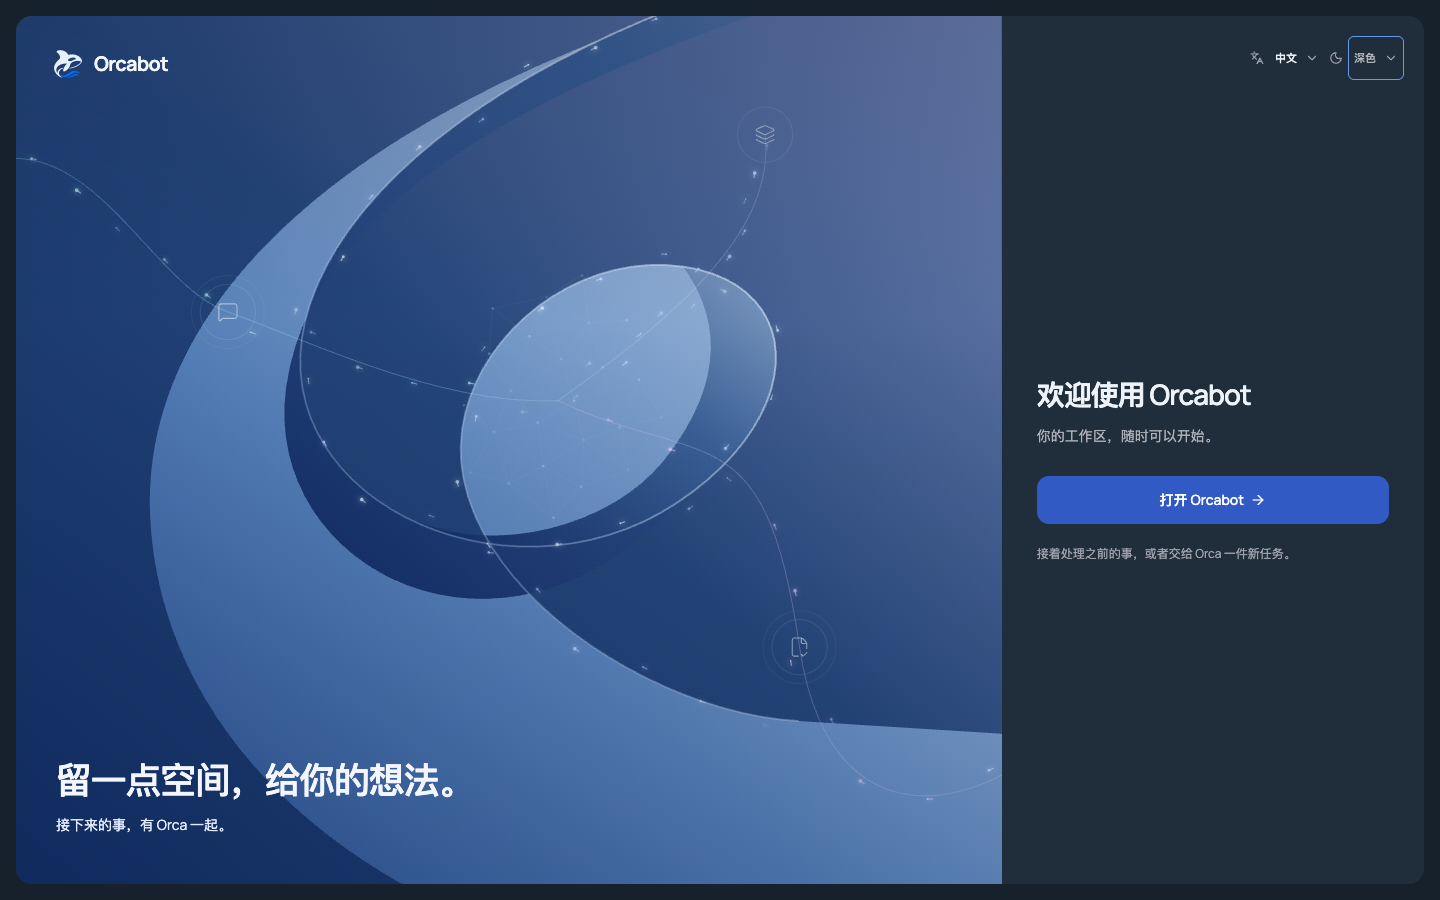 Orcabot
中文
深色
欢迎使用 Orcabot
你的工作区，随时可以开始。
打开 Orcabot
接着处理之前的事，或者交给 Orca 一件新任务。
留一点空间，给你的想法。
接下来的事，有 Orca 一起。